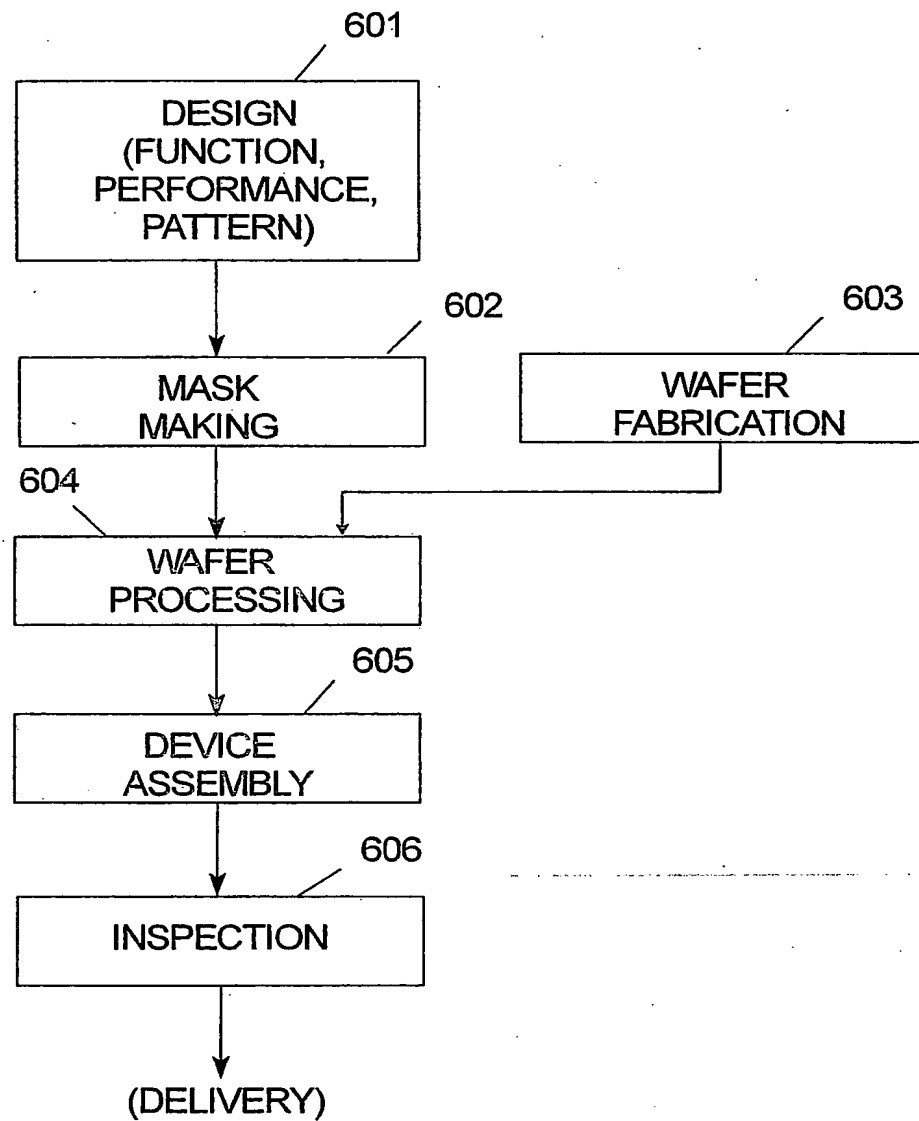 601
DESIGN
(FUNCTION,
PERFORMANCE,
PATTERN)
602
MASK
MAKING
603
WAFER
FABRICATION
604
WAFER
PROCESSING
605
DEVICE
ASSEMBLY
606
INSPECTION
(DELIVERY)